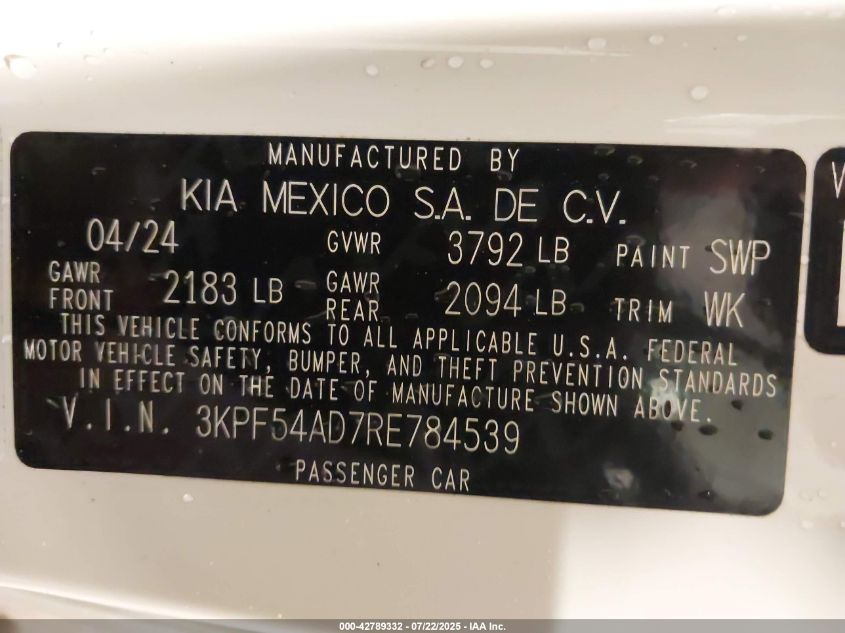 MANUFACTURED BY
KIA MEXICO S.A. DE C.V.
04/24 GVWR 3792 LB PAINT SWP
GAWR FRONT 2183 LB GAWR REAR 2094 LB TRIM WK
THIS VEHICLE CONFORMS TO ALL APPLICABLE U.S.A. FEDERAL
MOTOR VEHICLE SAFETY, BUMPER, AND THEFT PREVENTION STANDARDS
IN EFFECT ON THE DATE OF MANUFACTURE SHOWN ABOVE.
V.I.N. 3KPF54AD7RE784539
PASSENGER CAR
000-42789332 - 07/22/2025 - IAA Inc.